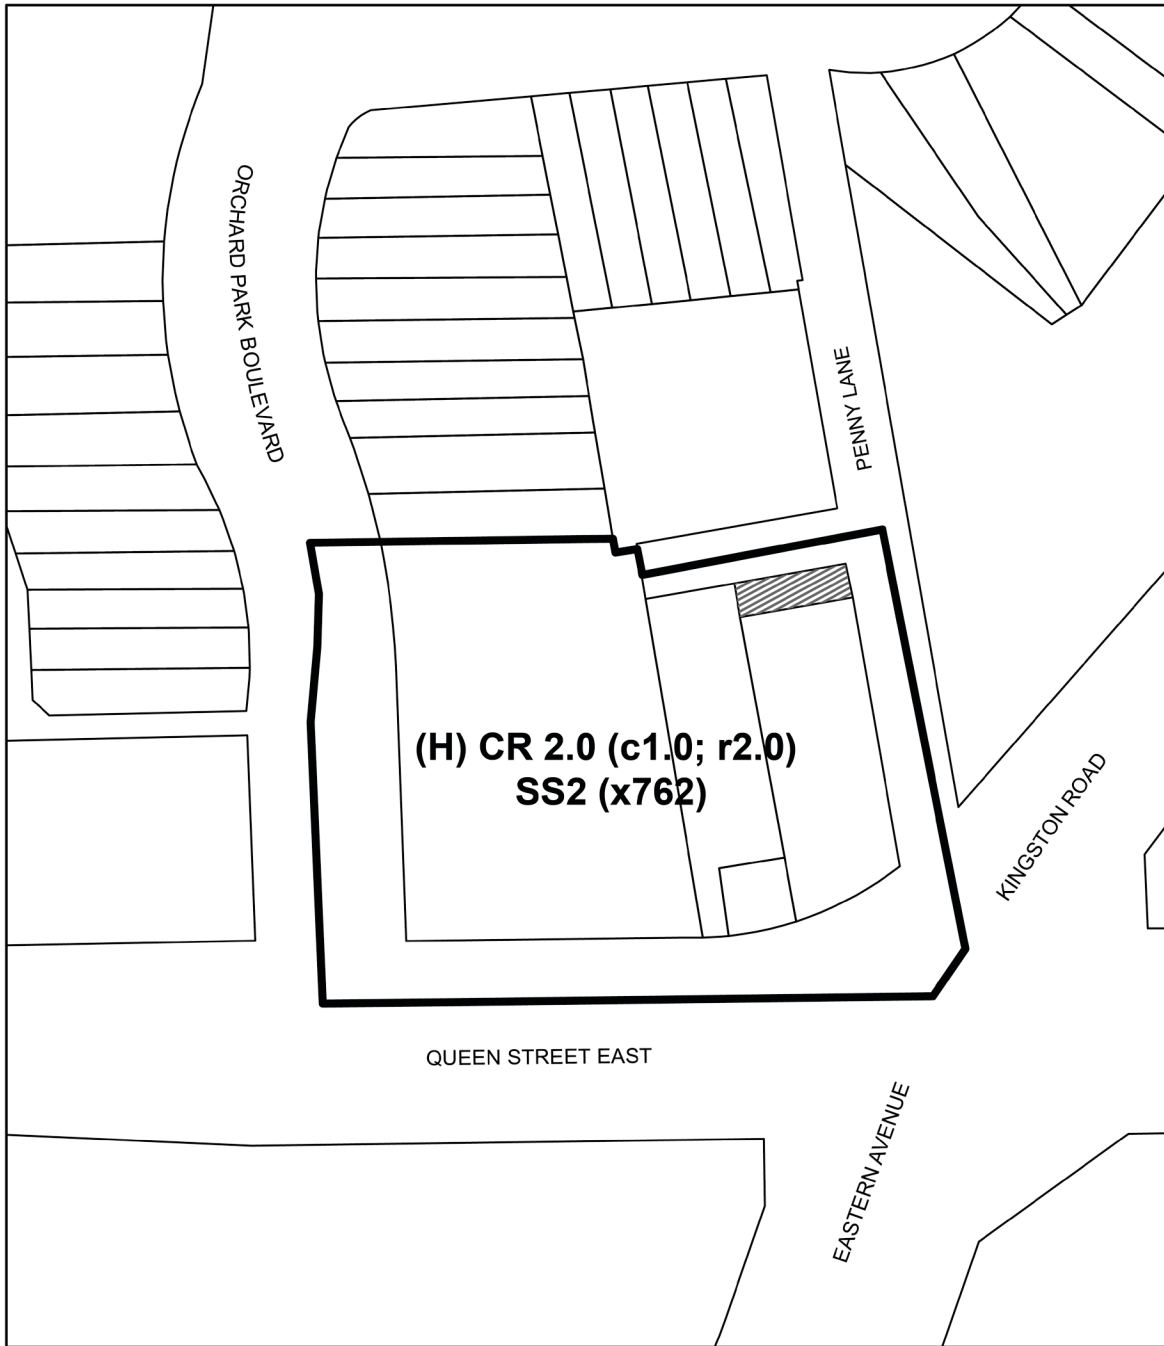 ORCHARD PARK BOULEVARD
PENNY LANE
(H) CR 2.0 (c1.0; r2.0)
SS2 (x762)
KINGSTON ROAD
QUEEN STREET EAST
EASTERN AVENUE